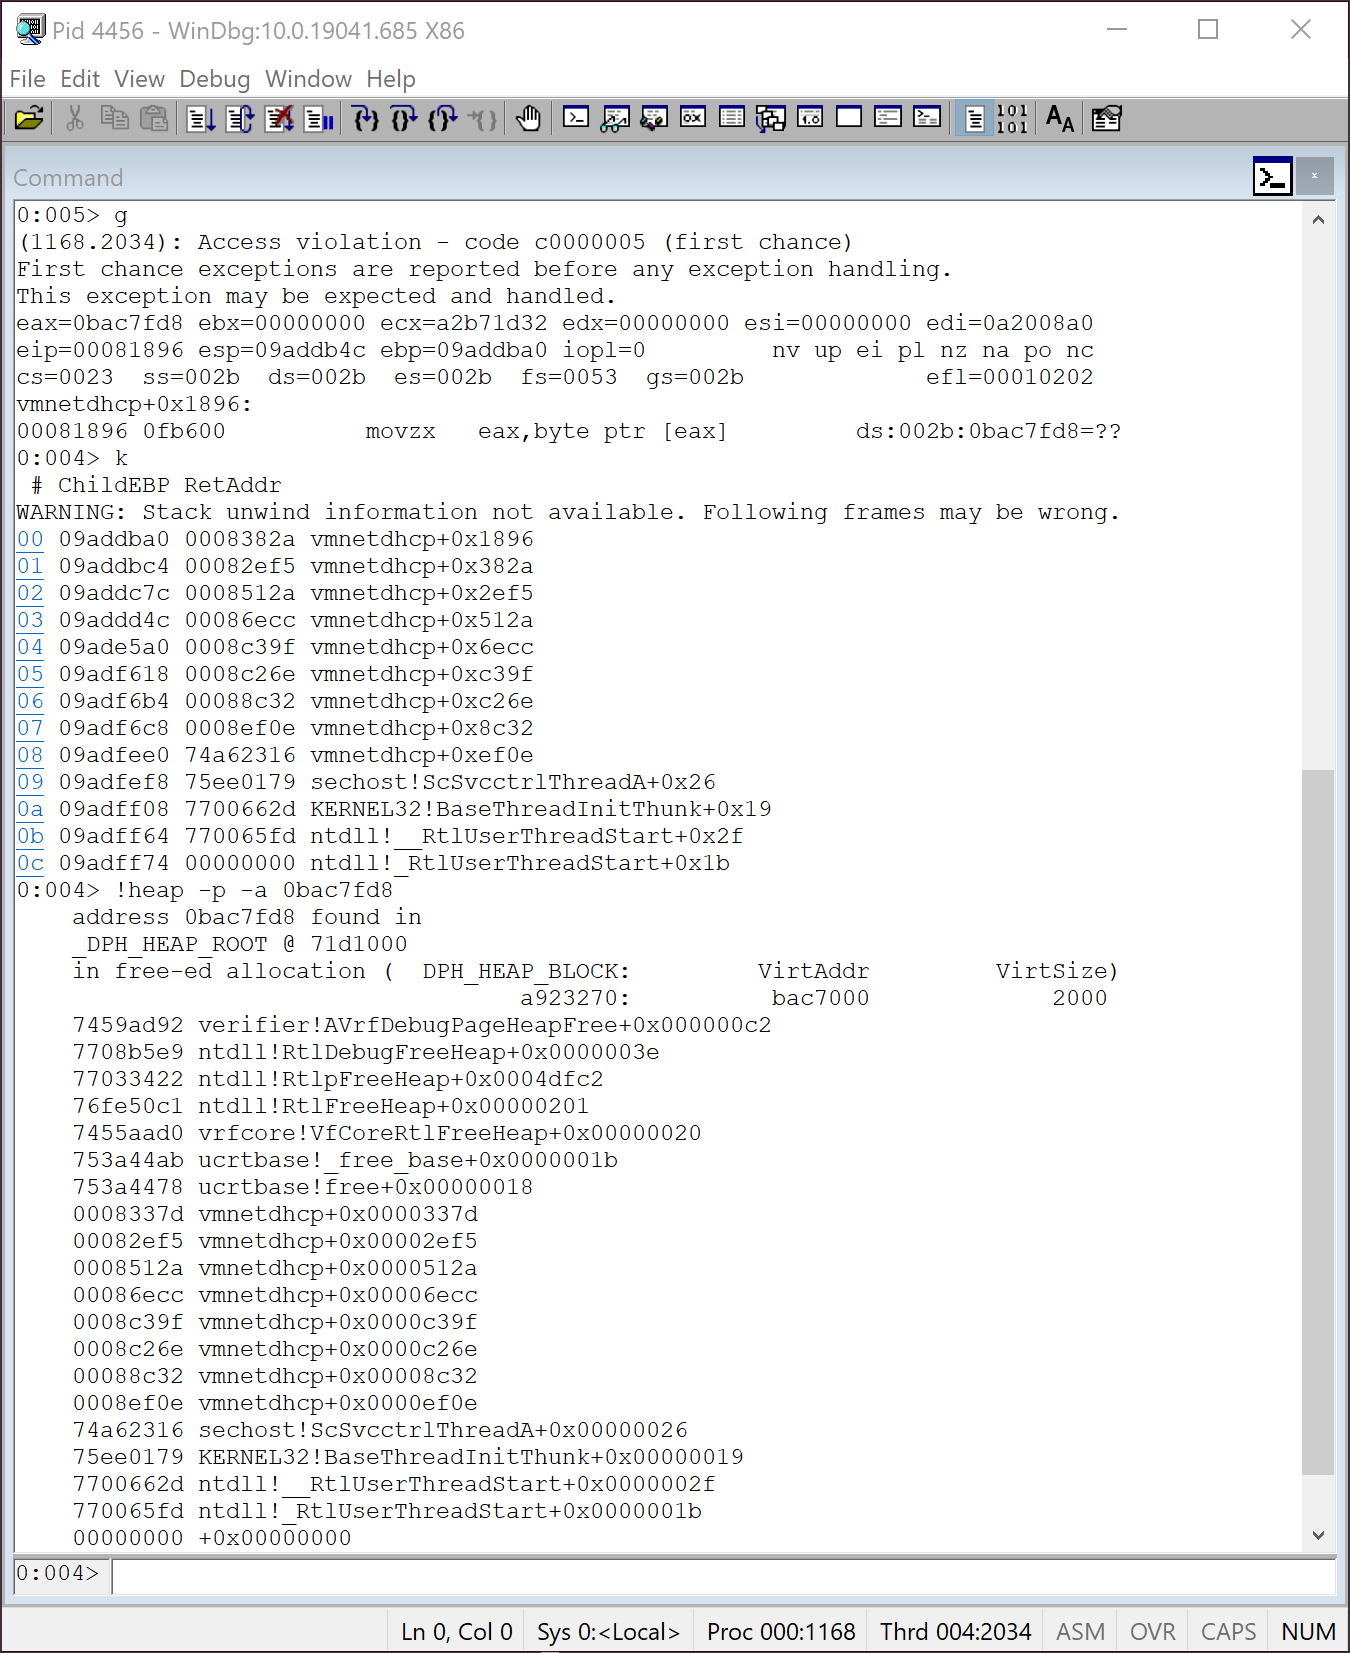 Pid 4456 - WinDbg:10.0.19041.685 X86
File Edit View Debug Window Help
Command
0:005> g
(1168.2034): Access violation - code c0000005 (first chance)
First chance exceptions are reported before any exception handling.
This exception may be expected and handled.
eax=0bac7fd8 ebx=00000000 ecx=a2b71d32 edx=00000000 esi=00000000 edi=0a2008a0
eip=00081896 esp=09addb4c ebp=09addba0 iopl=0         nv up ei pl nz na po nc
cs=0023  ss=002b  ds=002b  es=002b  fs=0053  gs=002b             efl=00010202
vmnetdhcp+0x1896:
00081896 0fb600          movzx   eax,byte ptr [eax]         ds:002b:0bac7fd8=??
0:004> k
 # ChildEBP RetAddr
WARNING: Stack unwind information not available. Following frames may be wrong.
00 09addba0 0008382a vmnetdhcp+0x1896
01 09addbc4 00082ef5 vmnetdhcp+0x382a
02 09addc7c 0008512a vmnetdhcp+0x2ef5
03 09addd4c 00086ecc vmnetdhcp+0x512a
04 09ade5a0 0008c39f vmnetdhcp+0x6ecc
05 09adf618 0008c26e vmnetdhcp+0xc39f
06 09adf6b4 00088c32 vmnetdhcp+0xc26e
07 09adf6c8 0008ef0e vmnetdhcp+0x8c32
08 09adfee0 74a62316 vmnetdhcp+0xef0e
09 09adfef8 75ee0179 sechost!ScSvcctrlThreadA+0x26
0a 09adff08 7700662d KERNEL32!BaseThreadInitThunk+0x19
0b 09adff64 770065fd ntdll!__RtlUserThreadStart+0x2f
0c 09adff74 00000000 ntdll!_RtlUserThreadStart+0x1b
0:004> !heap -p -a 0bac7fd8
    address 0bac7fd8 found in
    _DPH_HEAP_ROOT @ 71d1000
    in free-ed allocation (  DPH_HEAP_BLOCK:         VirtAddr         VirtSize)
                                    a923270:          bac7000             2000
    7459ad92 verifier!AVrfDebugPageHeapFree+0x000000c2
    7708b5e9 ntdll!RtlDebugFreeHeap+0x0000003e
    77033422 ntdll!RtlpFreeHeap+0x0004dfc2
    76fe50c1 ntdll!RtlFreeHeap+0x00000201
    7455aad0 vrfcore!VfCoreRtlFreeHeap+0x00000020
    753a44ab ucrtbase!_free_base+0x0000001b
    753a4478 ucrtbase!free+0x00000018
    0008337d vmnetdhcp+0x0000337d
    00082ef5 vmnetdhcp+0x00002ef5
    0008512a vmnetdhcp+0x0000512a
    00086ecc vmnetdhcp+0x00006ecc
    0008c39f vmnetdhcp+0x0000c39f
    0008c26e vmnetdhcp+0x0000c26e
    00088c32 vmnetdhcp+0x00008c32
    0008ef0e vmnetdhcp+0x0000ef0e
    74a62316 sechost!ScSvcctrlThreadA+0x00000026
    75ee0179 KERNEL32!BaseThreadInitThunk+0x00000019
    7700662d ntdll!__RtlUserThreadStart+0x0000002f
    770065fd ntdll!_RtlUserThreadStart+0x0000001b
    00000000 +0x00000000
0:004>
Ln 0, Col 0 Sys 0:<Local> Proc 000:1168 Thrd 004:2034 ASM OVR CAPS NUM